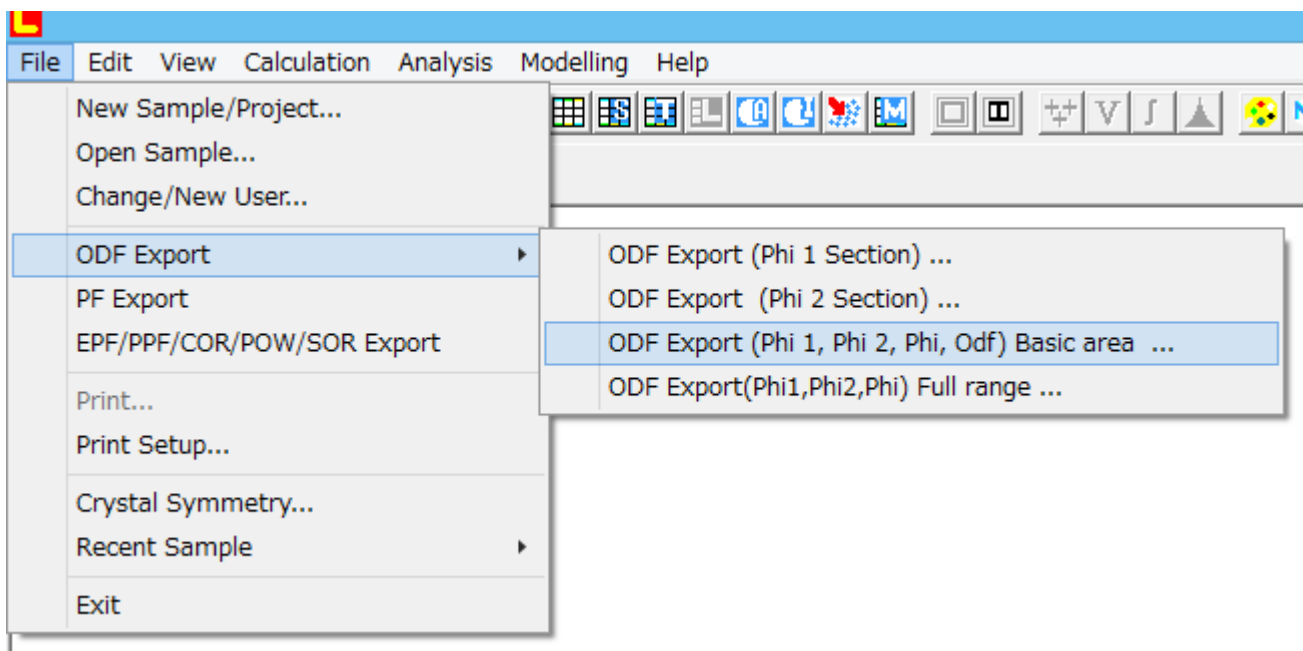 File Edit View Calculation Analysis Modelling Help
New Sample/Project...
Open Sample...
Change/New User...
ODF Export
PF Export
EPF/PPF/COR/POW/SOR Export
Print...
Print Setup...
Crystal Symmetry...
Recent Sample
Exit
ODF Export (Phi 1 Section) ...
ODF Export (Phi 2 Section) ...
ODF Export (Phi 1, Phi 2, Phi, Odf) Basic area ...
ODF Export(Phi1,Phi2,Phi) Full range ...